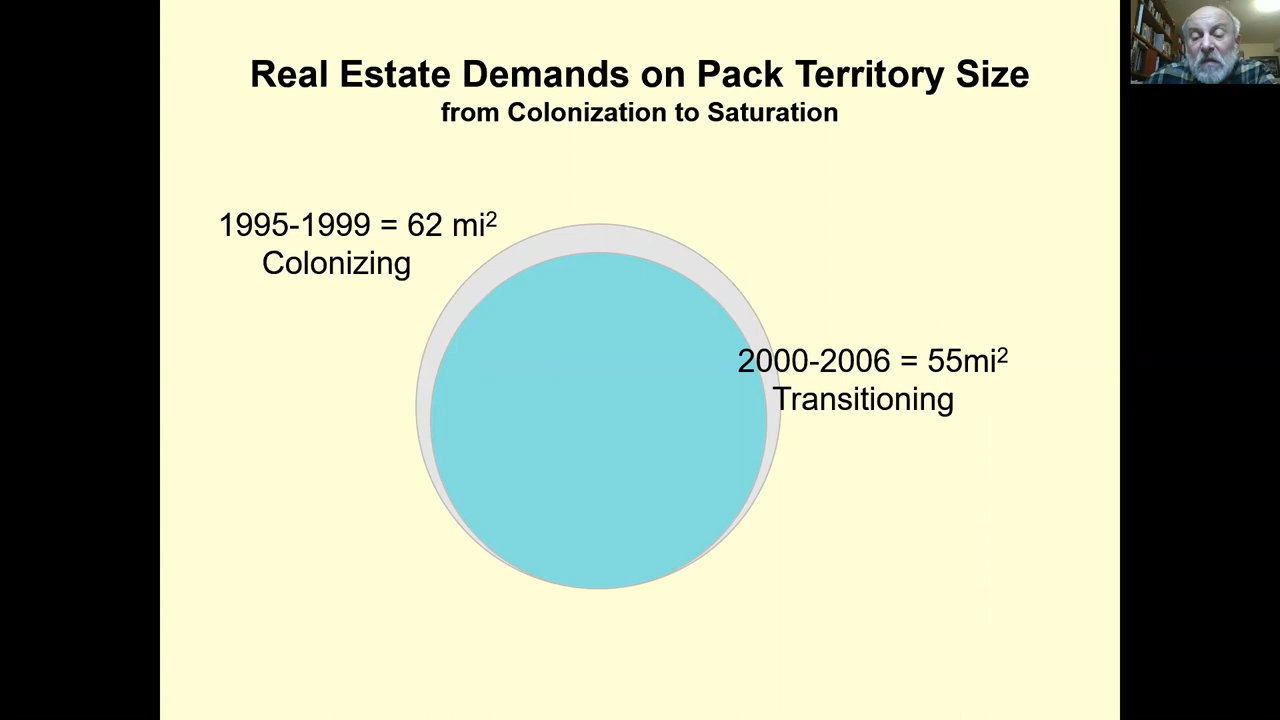 Real Estate Demands on Pack Territory Size
from Colonization to Saturation
1995-1999 = 62 mi²
Colonizing
2000-2006 = 55mi²
Transitioning